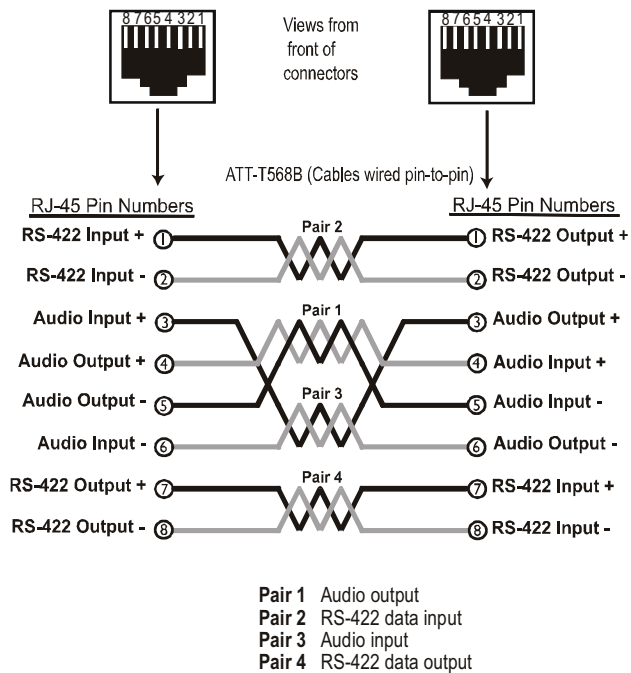 87654321
Views from
front of
connectors
87654321
ATT-T568B (Cables wired pin-to-pin)
RJ-45 Pin Numbers
RJ-45 Pin Numbers
RS-422 Input + 1 Pair 2 1 RS-422 Output +
RS-422 Input - 2 2 RS-422 Output -
Audio Input + 3 Pair 1 3 Audio Output +
Audio Output + 4 4 Audio Input +
Audio Output - 5 Pair 3 5 Audio Input -
Audio Input - 6 6 Audio Output -
RS-422 Output + 7 Pair 4 7 RS-422 Input +
RS-422 Output - 8 8 RS-422 Input -
Pair 1 Audio output
Pair 2 RS-422 data input
Pair 3 Audio input
Pair 4 RS-422 data output